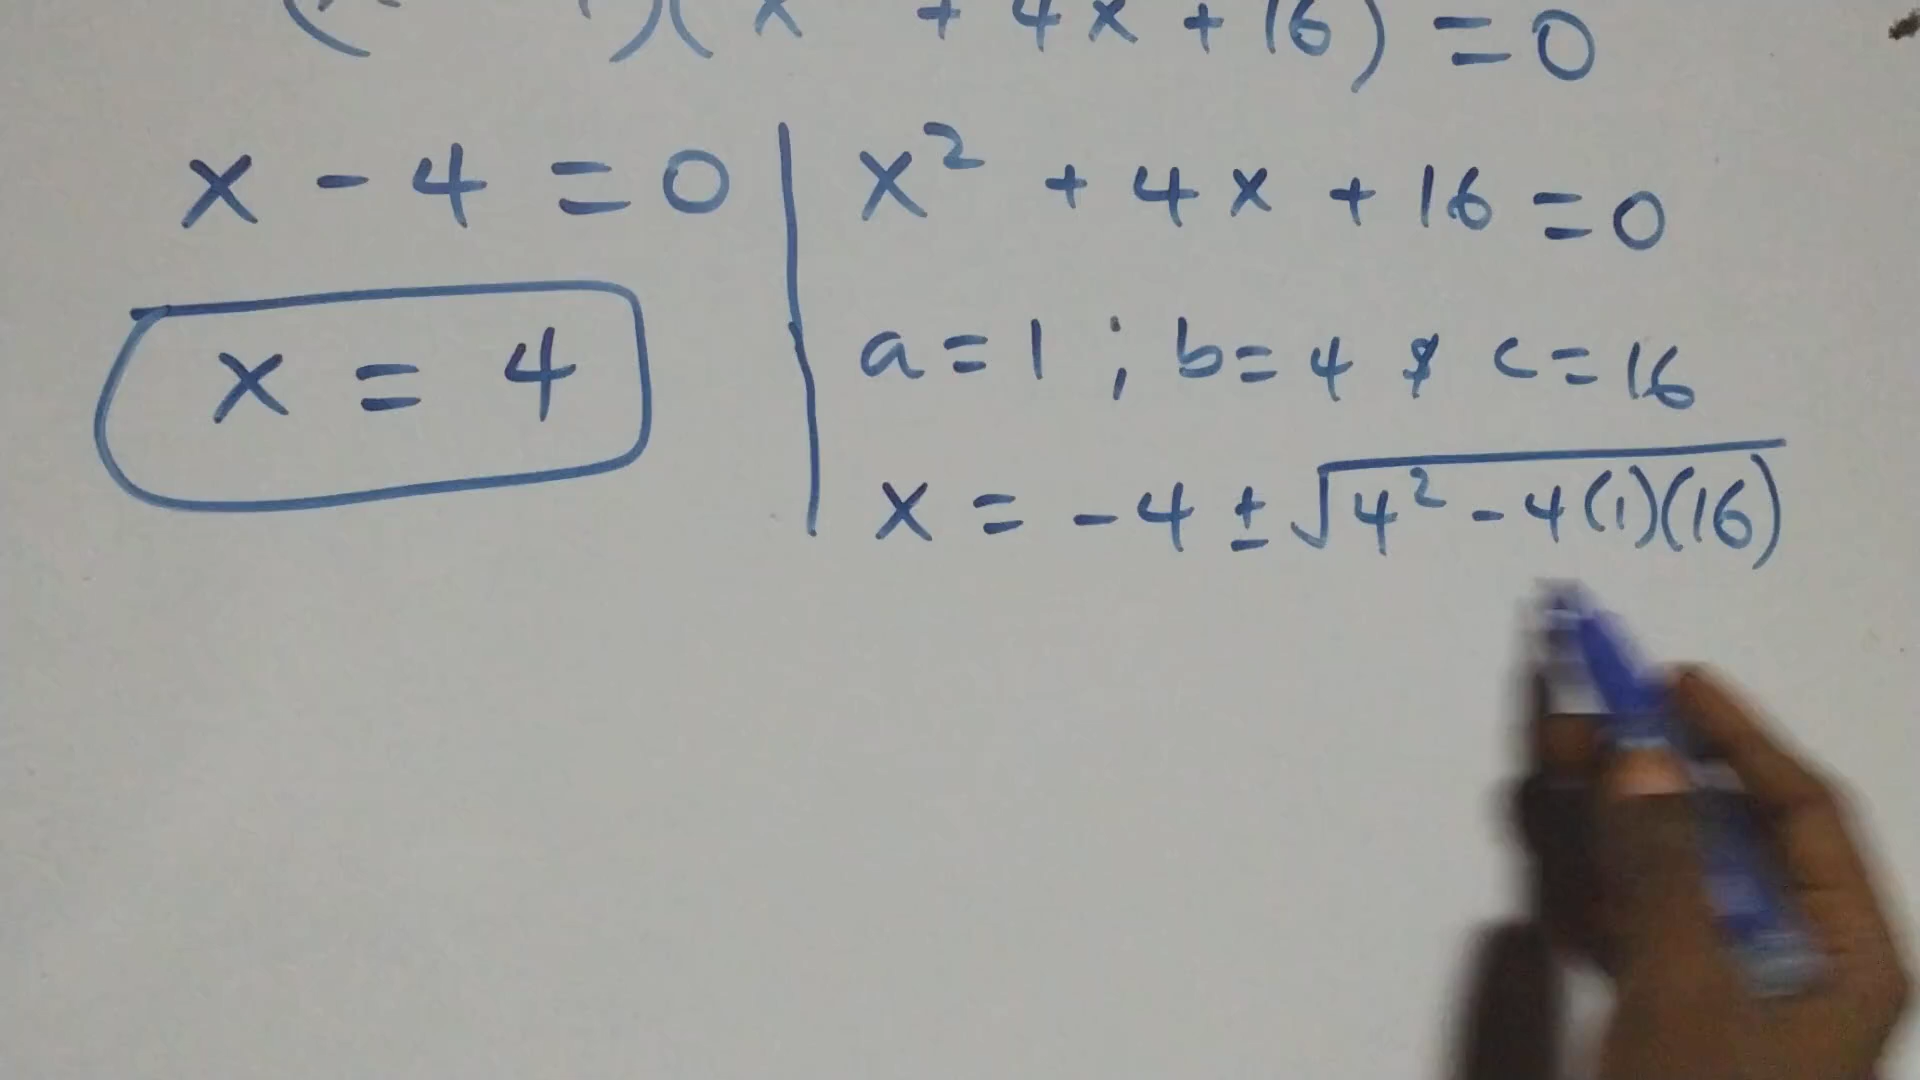 )(x + 4x + 16) = 0
x - 4 = 0 | x² + 4x + 16 = 0
x = 4
a = 1 ; b = 4 & c = 16
x = -4 ± √4² - 4(1)(16)